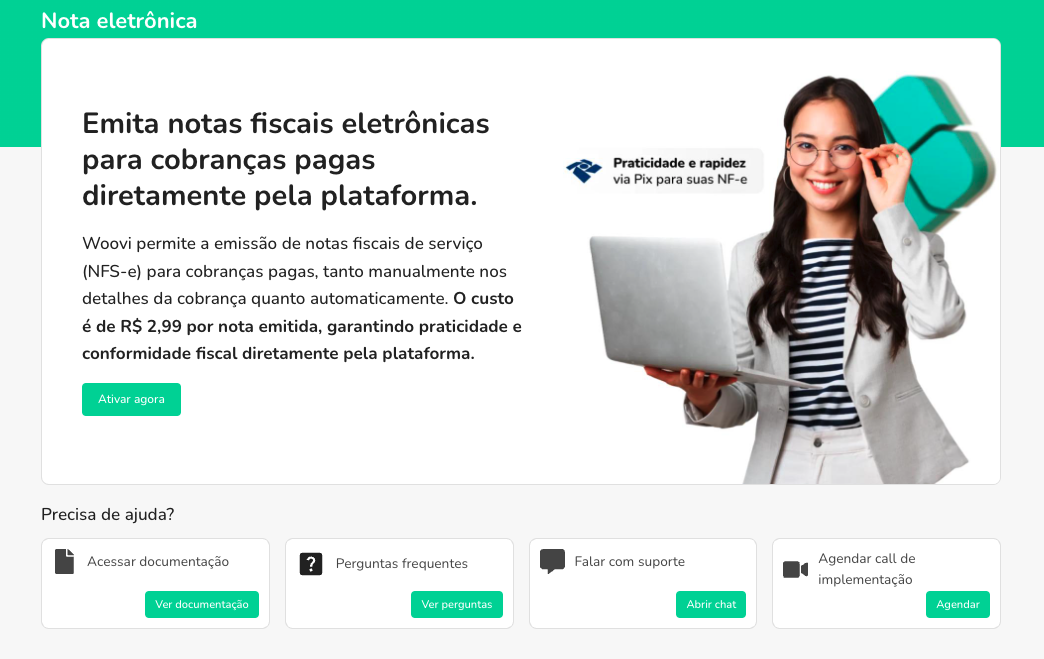 Nota eletrônica
Emita notas fiscais eletrônicas
para cobranças pagas
diretamente pela plataforma.
Woovi permite a emissão de notas fiscais de serviço
(NFS-e) para cobranças pagas, tanto manualmente nos
detalhes da cobrança quanto automaticamente. O custo
é de R$ 2,99 por nota emitida, garantindo praticidade e
conformidade fiscal diretamente pela plataforma.
Ativar agora
Praticidade e rapidez
via Pix para suas NF-e
Precisa de ajuda?
Acessar documentação
Ver documentação
?
Perguntas frequentes
Ver perguntas
Falar com suporte
Abrir chat
Agendar call de
implementação
Agendar